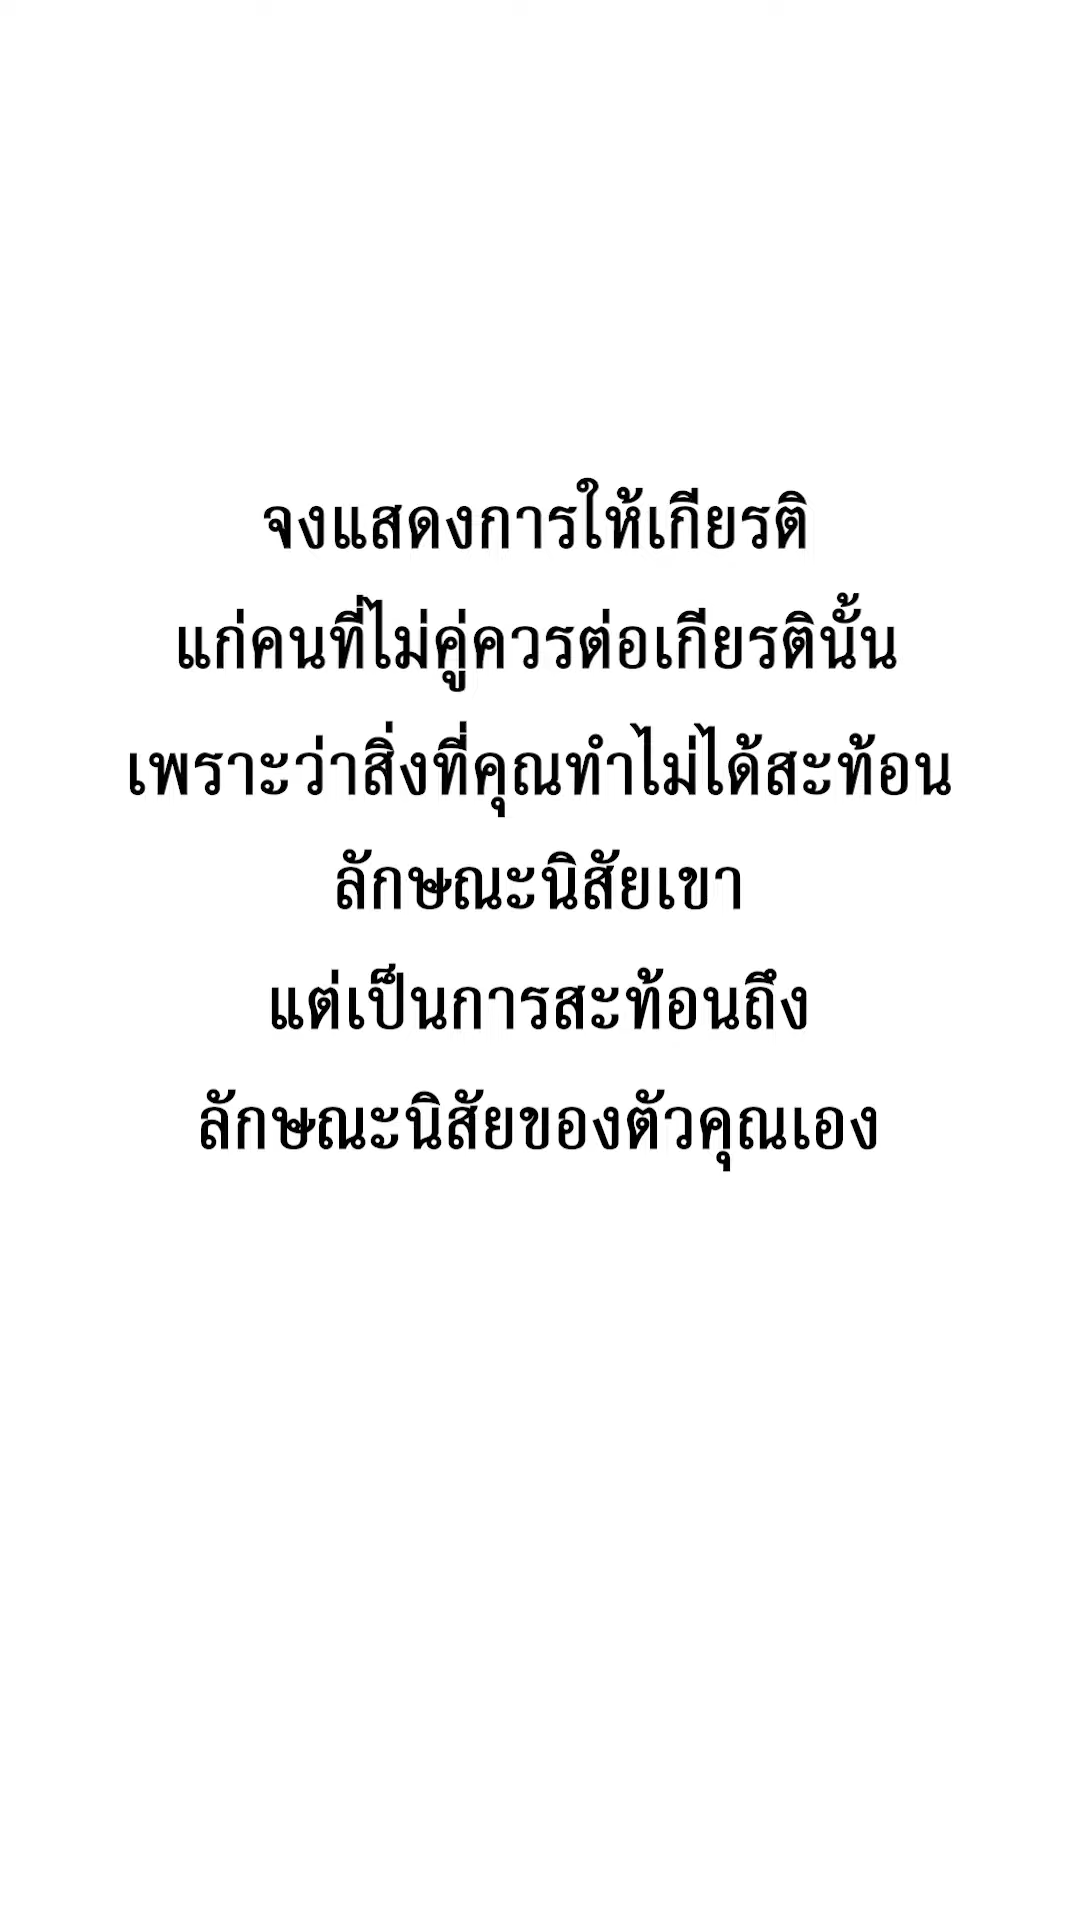 จงแสดงการให้เกียรติ
แก่คนที่ไม่คู่ควรต่อเกียรตินั้น
เพราะว่าสิ่งที่คุณทำไม่ได้สะท้อน
ลักษณะนิสัยเขา
แต่เป็นการสะท้อนถึง
ลักษณะนิสัยของตัวคุณเอง